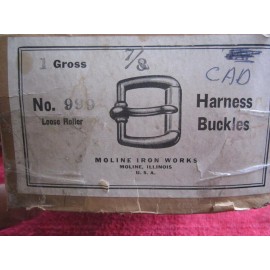 1 Gross
7/8
CAD
No. 999
Loose Roller
Harness
Buckles
MOLINE IRON WORKS
MOLINE, ILLINOIS
U. S. A.